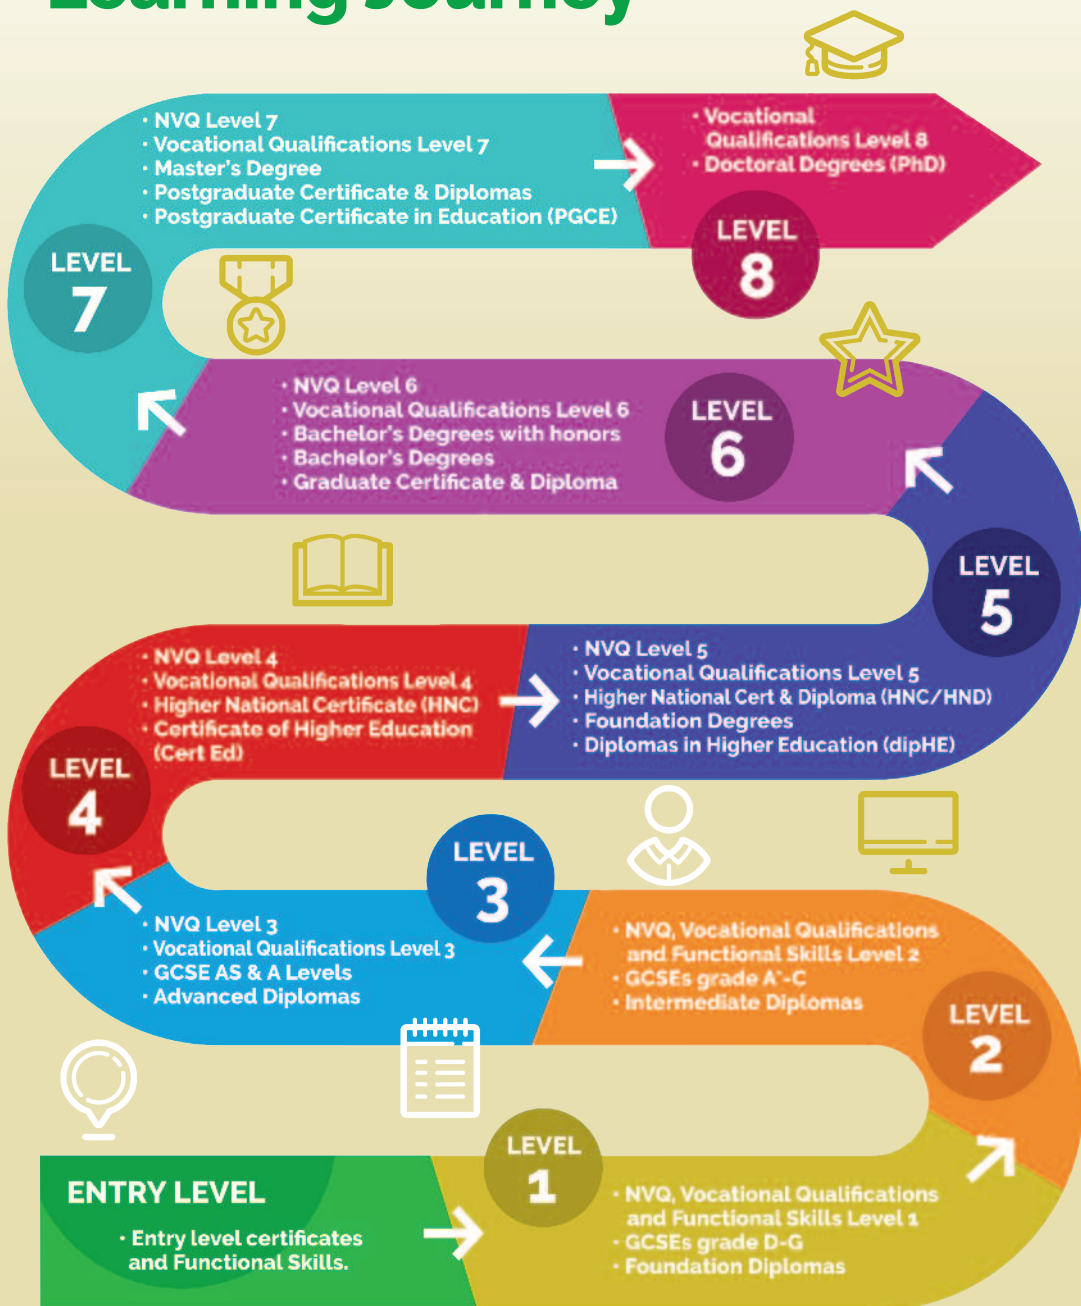 Learning Journey
• NVQ Level 7
• Vocational Qualifications Level 7
• Master's Degree
• Postgraduate Certificate & Diplomas
• Postgraduate Certificate in Education (PGCE)
LEVEL
7
• Vocational
Qualifications Level 8
• Doctoral Degrees (PhD)
LEVEL
8
• NVQ Level 6
• Vocational Qualifications Level 6
• Bachelor's Degrees with honors
• Bachelor's Degrees
• Graduate Certificate & Diploma
LEVEL
6
LEVEL
5
• NVQ Level 4
• Vocational Qualifications Level 4
• Higher National Certificate (HNC)
• Certificate of Higher Education
(Cert Ed)
LEVEL
4
• NVQ Level 5
• Vocational Qualifications Level 5
• Higher National Cert & Diploma (HNC/HND)
• Foundation Degrees
• Diplomas in Higher Education (dipHE)
LEVEL
3
• NVQ Level 3
• Vocational Qualifications Level 3
• GCSE AS & A Levels
• Advanced Diplomas
• NVQ, Vocational Qualifications
and Functional Skills Level 2
• GCSEs grade A*-C
• Intermediate Diplomas
LEVEL
2
ENTRY LEVEL
• Entry level certificates
and Functional Skills.
LEVEL
1
• NVQ, Vocational Qualifications
and Functional Skills Level 1
• GCSEs grade D-G
• Foundation Diplomas